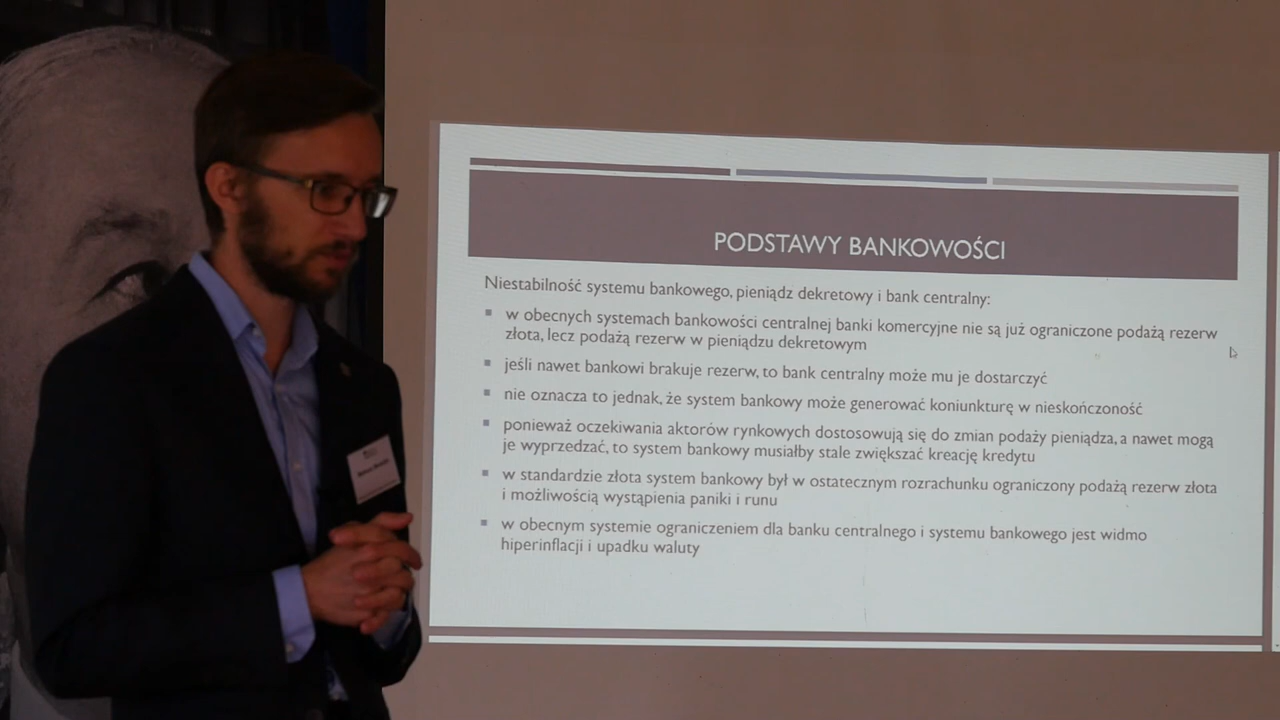 PODSTAWY BANKOWOŚCI
Niestabilność systemu bankowego, pieniądz dekretowy i bank centralny:
▪ w obecnych systemach bankowości centralnej banki komercyjne nie są już ograniczone podażą rezerw
złota, lecz podażą rezerw w pieniądzu dekretowym
▪ jeśli nawet bankowi brakuje rezerw, to bank centralny może mu je dostarczyć
▪ nie oznacza to jednak, że system bankowy może generować koniunkturę w nieskończoność
▪ ponieważ oczekiwania aktorów rynkowych dostosowują się do zmian podaży pieniądza, a nawet mogą
je wyprzedzać, to system bankowy musiałby stale zwiększać kreację kredytu
▪ w standardzie złota system bankowy był w ostatecznym rozrachunku ograniczony podażą rezerw złota
i możliwością wystąpienia paniki i runu
▪ w obecnym systemie ograniczeniem dla banku centralnego i systemu bankowego jest widmo
hiperinflacji i upadku waluty